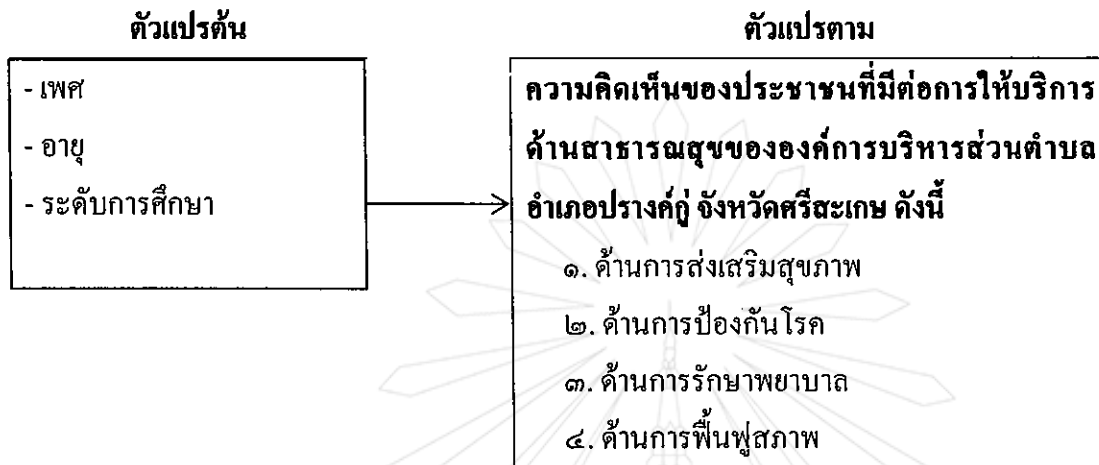 ตัวแปรต้น
- เพศ
- อายุ
- ระดับการศึกษา
ตัวแปรตาม
ความคิดเห็นของประชาชนที่มีต่อการให้บริการ
ด้านสาธารณสุขขององค์การบริหารส่วนตำบล
อำเภอปรางค์กู่ จังหวัดศรีสะเกษ ดังนี้
๑. ด้านการส่งเสริมสุขภาพ
๒. ด้านการป้องกันโรค
๓. ด้านการรักษาพยาบาล
๔. ด้านการฟื้นฟูสภาพ